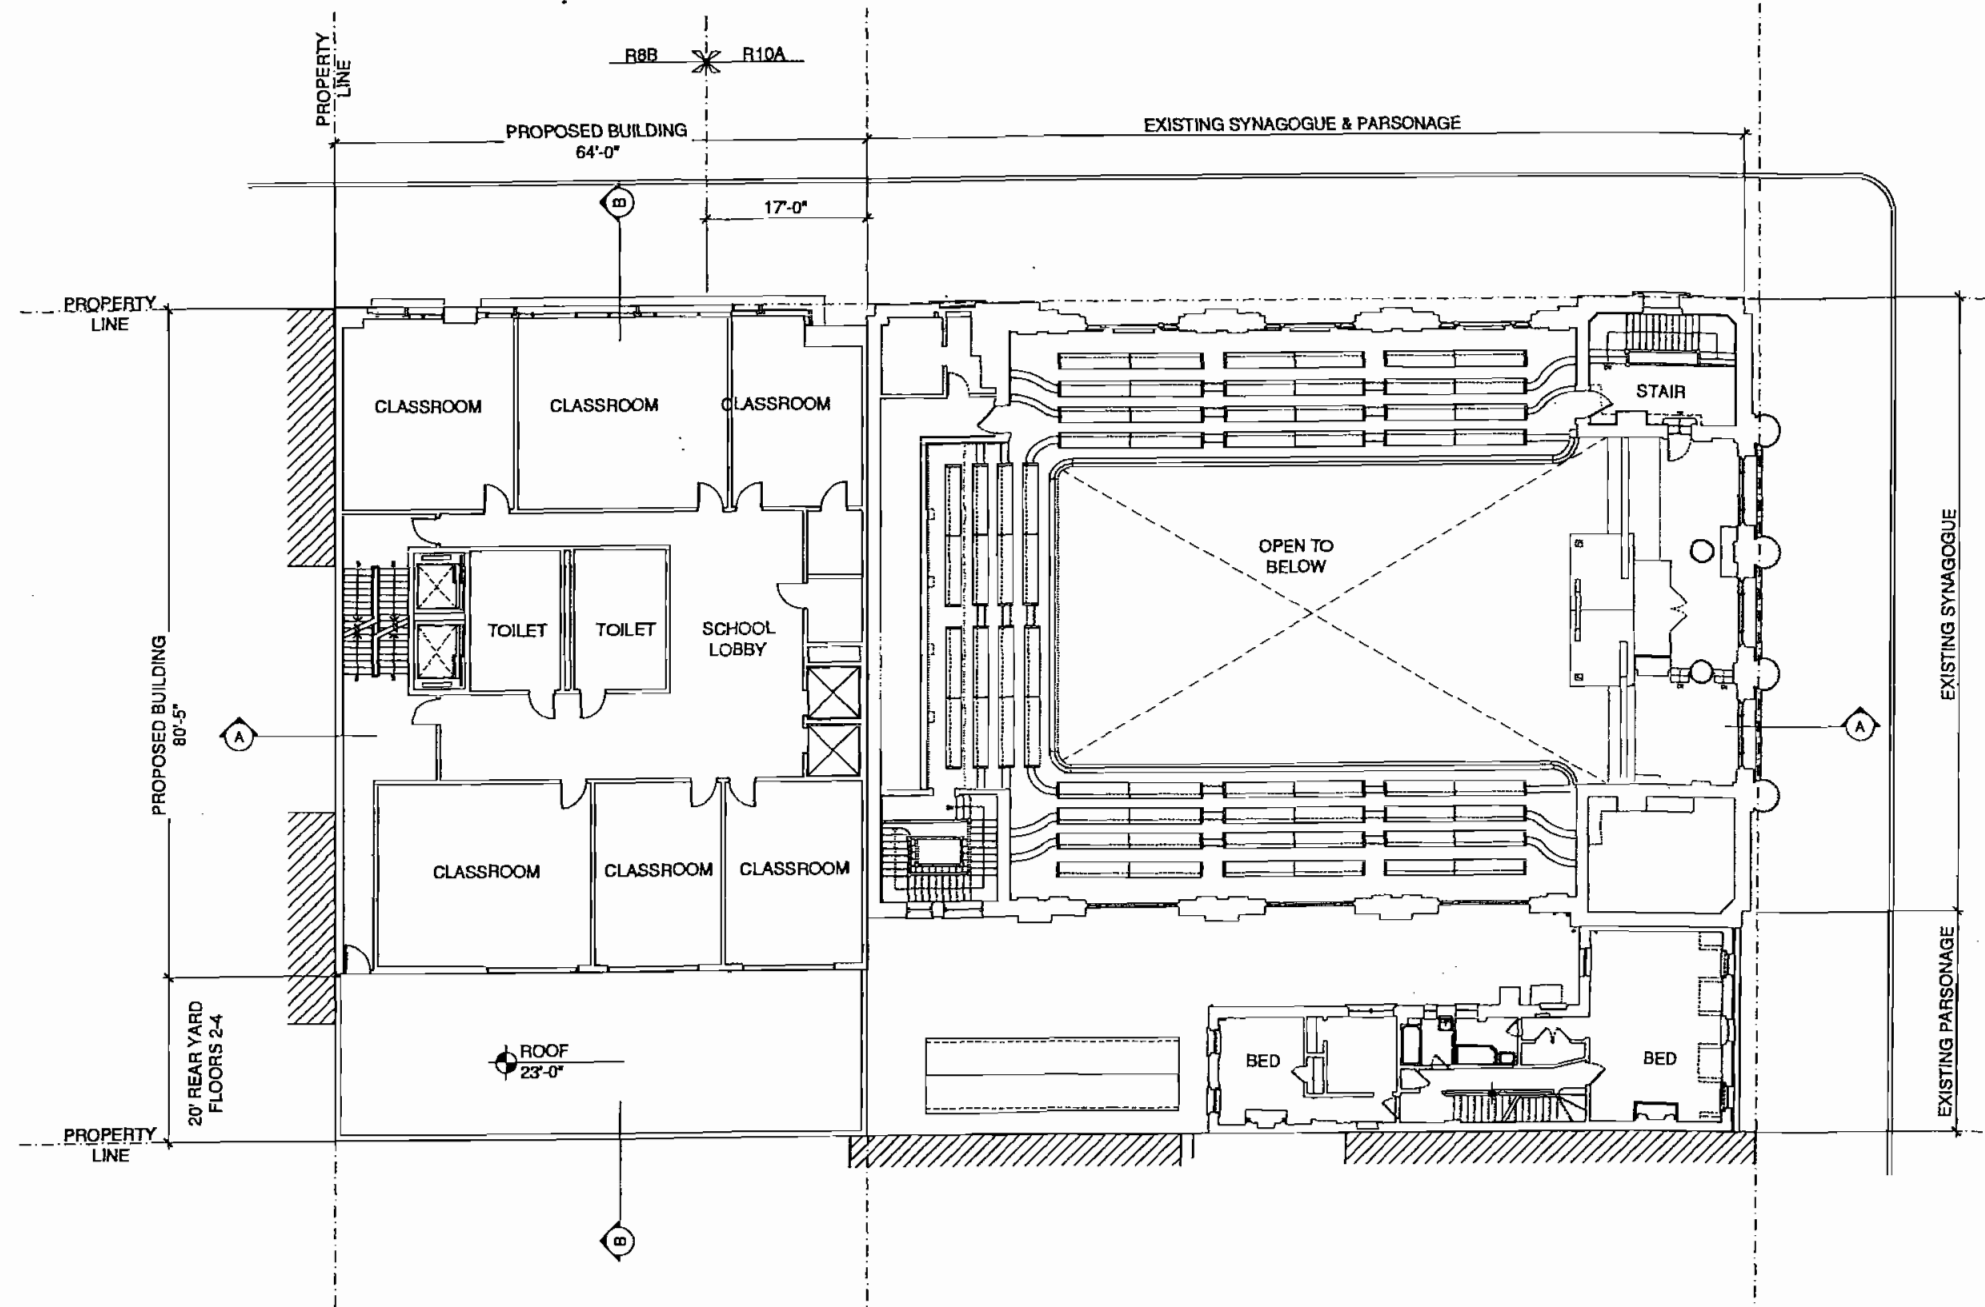 PROPERTY
LINE
R8B
R10A
PROPOSED BUILDING
64'-0"
EXISTING SYNAGOGUE & PARSONAGE
B
17'-0"
PROPERTY
LINE
CLASSROOM
CLASSROOM
CLASSROOM
STAIR
OPEN TO
BELOW
TOILET
TOILET
SCHOOL
LOBBY
EXISTING SYNAGOGUE
PROPOSED BUILDING
80'-5"
A
A
CLASSROOM
CLASSROOM
CLASSROOM
20' REAR YARD
FLOORS 2-4
ROOF
23'-0"
BED
BED
EXISTING PARSONAGE
PROPERTY
LINE
B